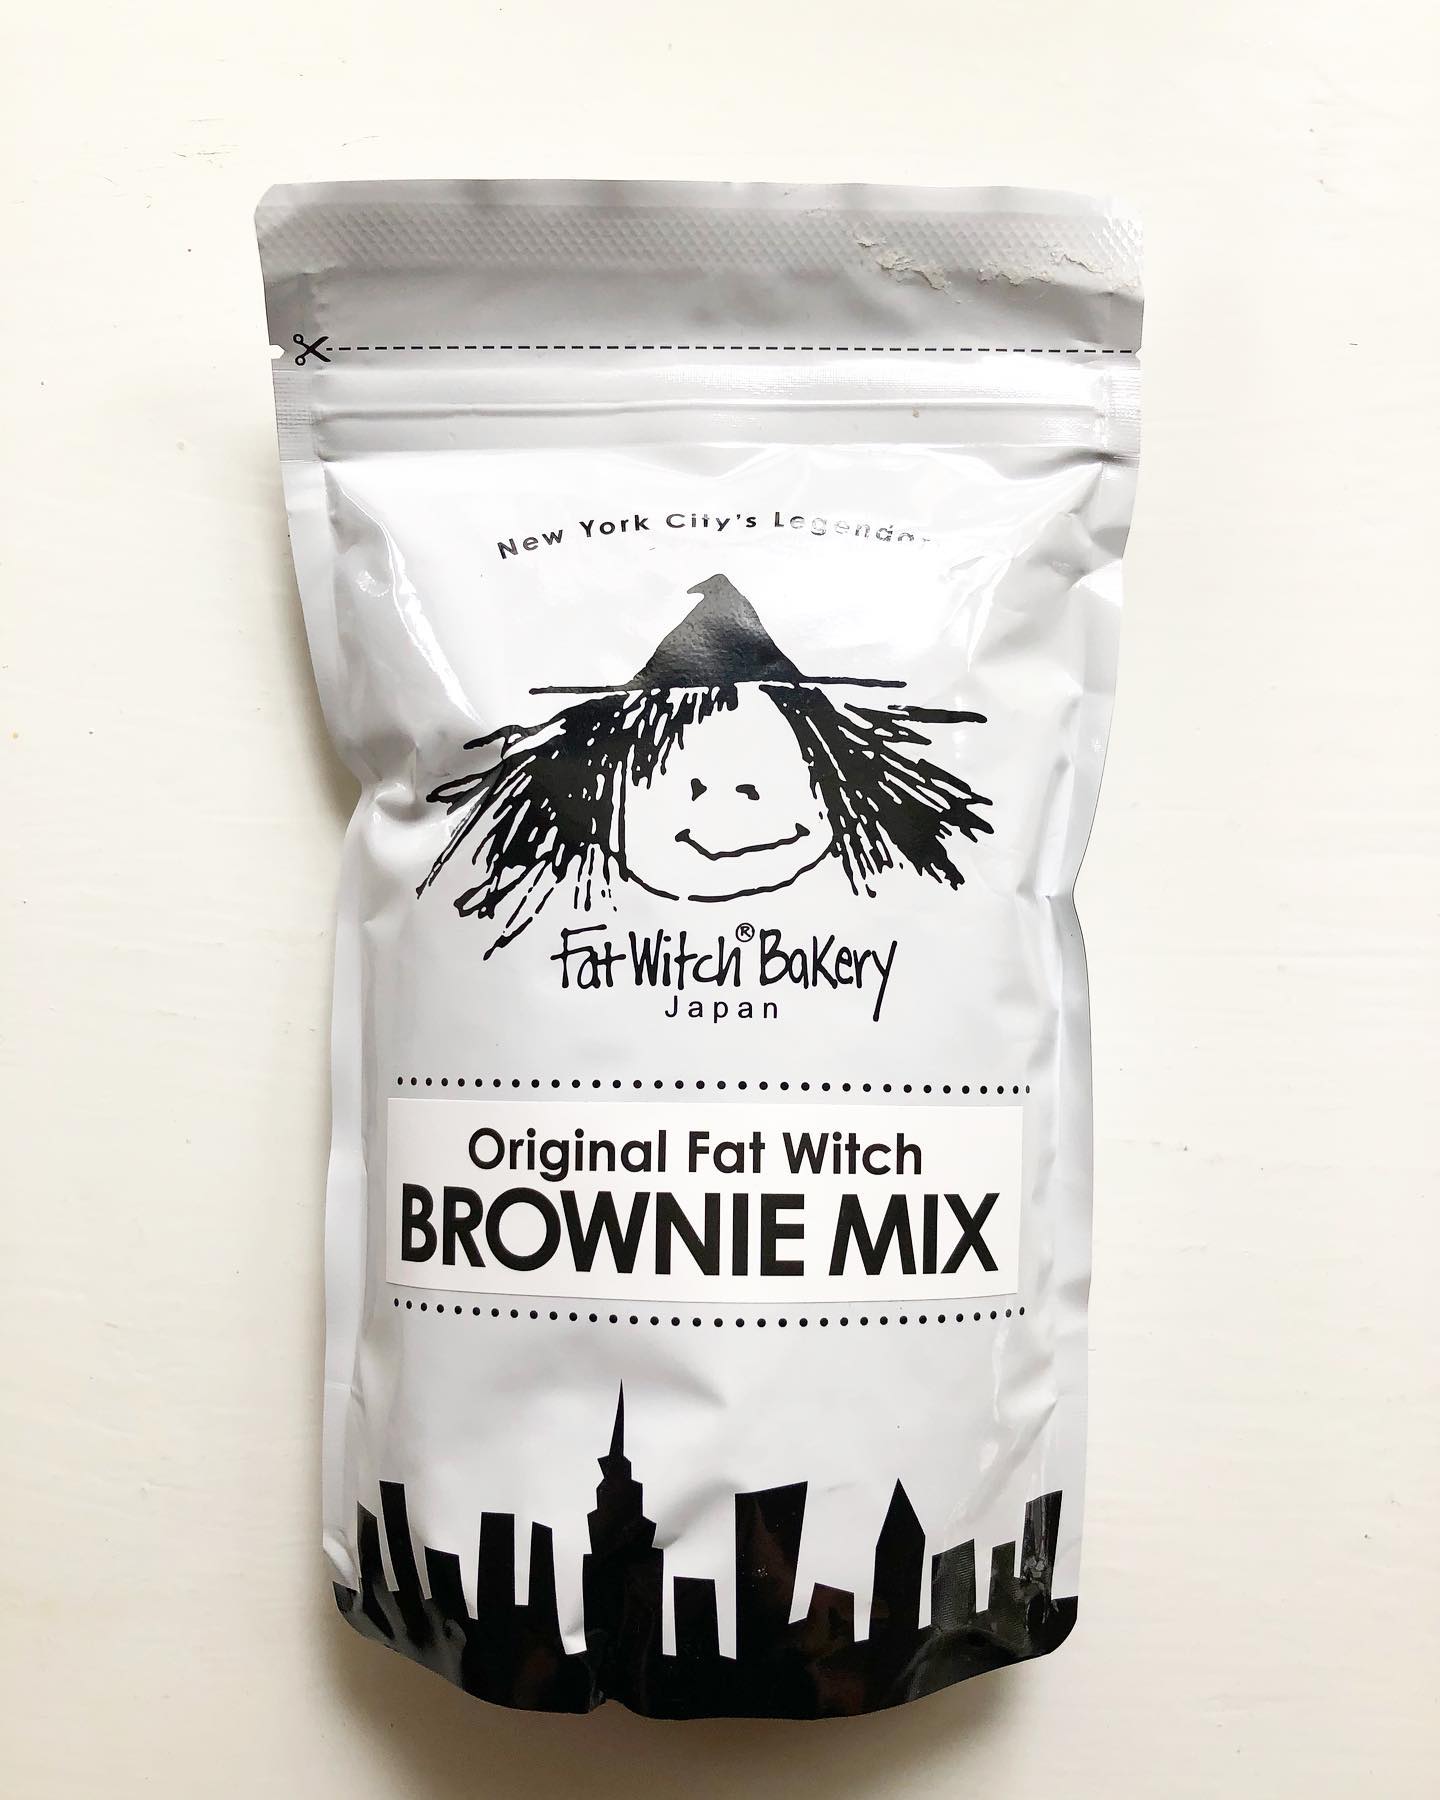 New York City's Legendary
Fat Witch® Bakery
Japan
Original Fat Witch
BROWNIE MIX